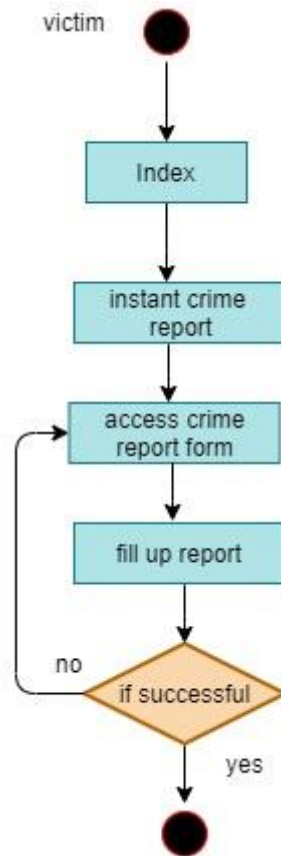 victim
Index
instant crime
report
access crime
report form
fill up report
no
if successful
yes